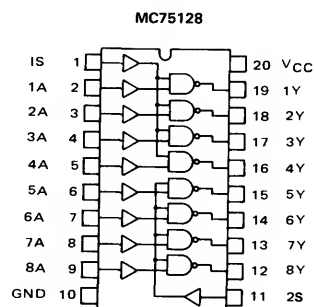 MC75128
IS 1 20 VCC
1A 2 19 1Y
2A 3 18 2Y
3A 4 17 3Y
4A 5 16 4Y
5A 6 15 5Y
6A 7 14 6Y
7A 8 13 7Y
8A 9 12 8Y
GND 10 11 2S